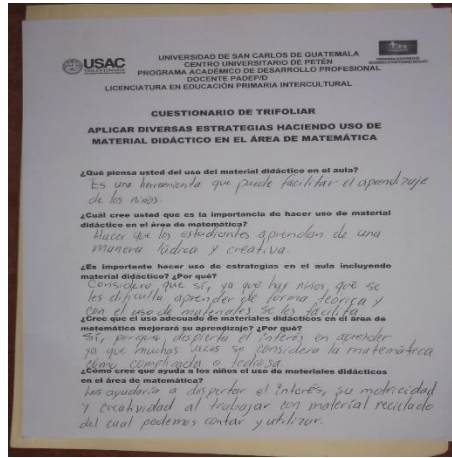 USAC
UNIVERSIDAD DE SAN CARLOS DE GUATEMALA
CENTRO UNIVERSITARIO DE PETÉN
PROGRAMA ACADÉMICO DE DESARROLLO PROFESIONAL
DOCENTE PADEP/D
LICENCIATURA EN EDUCACIÓN PRIMARIA INTERCULTURAL
CUESTIONARIO DE TRIFOLIAR
APLICAR DIVERSAS ESTRATEGIAS HACIENDO USO DE
MATERIAL DIDÁCTICO EN EL ÁREA DE MATEMÁTICA
¿Qué piensa usted del uso del material didáctico en el aula?
Es una herramienta que puede facilitar el aprendizaje
de los niños.
¿Cuál cree usted que es la importancia de hacer uso de material
didáctico en el área de matemática?
Hacer que los estudiantes aprendan de una
manera lúdica y creativa.
¿Es importante hacer uso de estrategias en el aula incluyendo
material didáctico? ¿Por qué?
Considero que sí, ya que hay niños que se
les dificulta aprender de forma teórica y
con el uso de materiales se les facilita.
¿Cree que el uso adecuado de materiales didácticos en el área de
matemática mejorará su aprendizaje? ¿Por qué?
Sí, porque despierta el interés en aprender
ya que muchas veces se considera la matemática
como complicada o tediosa.
¿Cómo cree que ayuda a los niños el uso de materiales didácticos
en el área de matemática?
Les ayudaría a despertar el interés, su motricidad
y creatividad al trabajar con material reciclado
del cual podemos contar y utilizar.